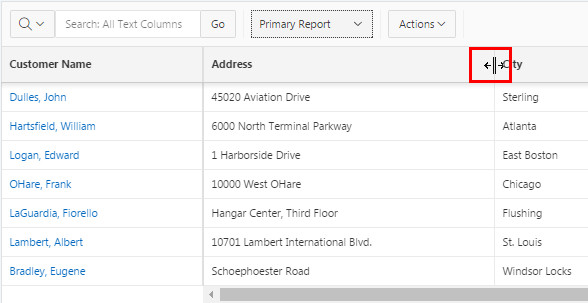 Search: All Text Columns Go Primary Report Actions
Customer Name Address City
Dulles, John 45020 Aviation Drive Sterling
Hartsfield, William 6000 North Terminal Parkway Atlanta
Logan, Edward 1 Harborside Drive East Boston
OHare, Frank 10000 West OHare Chicago
LaGuardia, Fiorello Hangar Center, Third Floor Flushing
Lambert, Albert 10701 Lambert International Blvd. St. Louis
Bradley, Eugene Schoephoester Road Windsor Locks